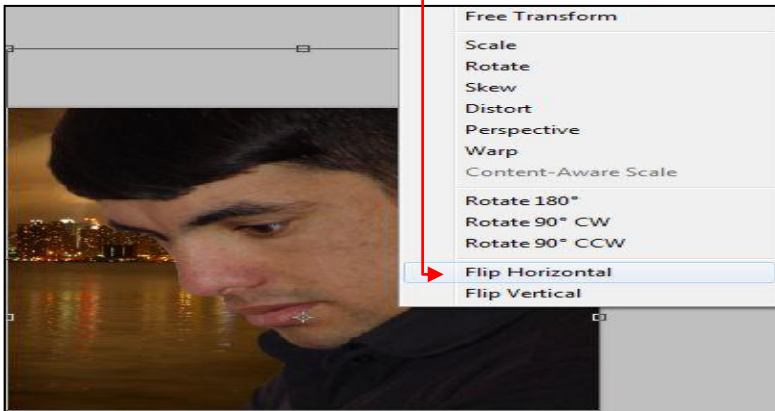 Free Transform
Scale
Rotate
Skew
Distort
Perspective
Warp
Content-Aware Scale
Rotate 180°
Rotate 90° CW
Rotate 90° CCW
Flip Horizontal
Flip Vertical